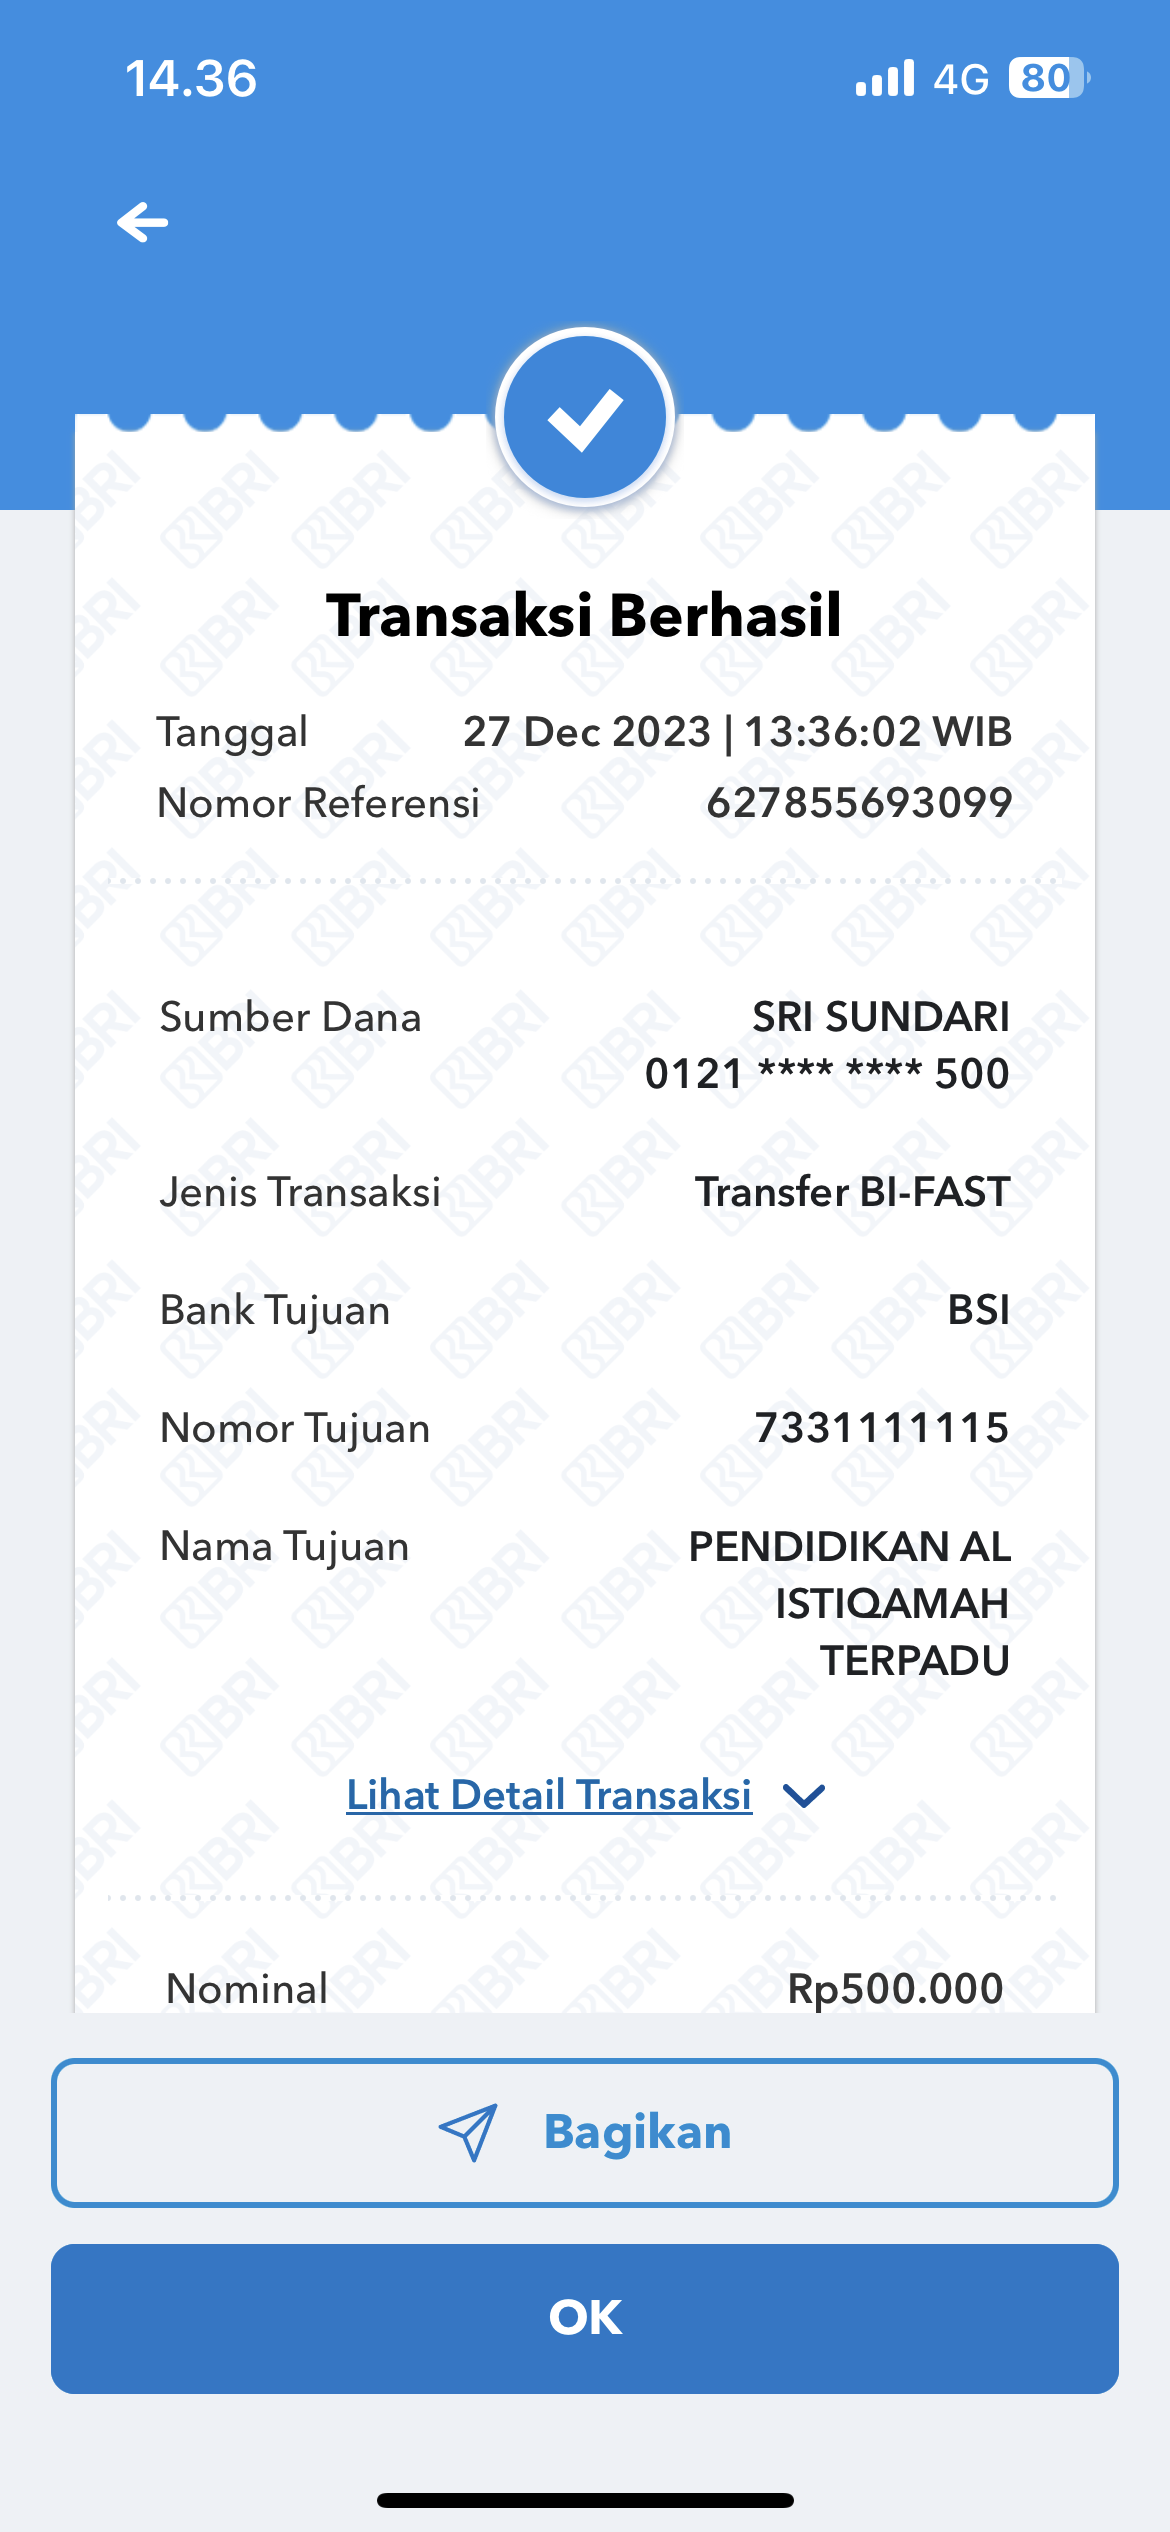 14.36
4G 80
Transaksi Berhasil
Tanggal 27 Dec 2023 | 13:36:02 WIB
Nomor Referensi 627855693099
Sumber Dana SRI SUNDARI
0121 **** **** 500
Jenis Transaksi Transfer BI-FAST
Bank Tujuan BSI
Nomor Tujuan 7331111115
Nama Tujuan PENDIDIKAN AL
ISTIQAMAH
TERPADU
Lihat Detail Transaksi
Nominal Rp500.000
Bagikan
OK